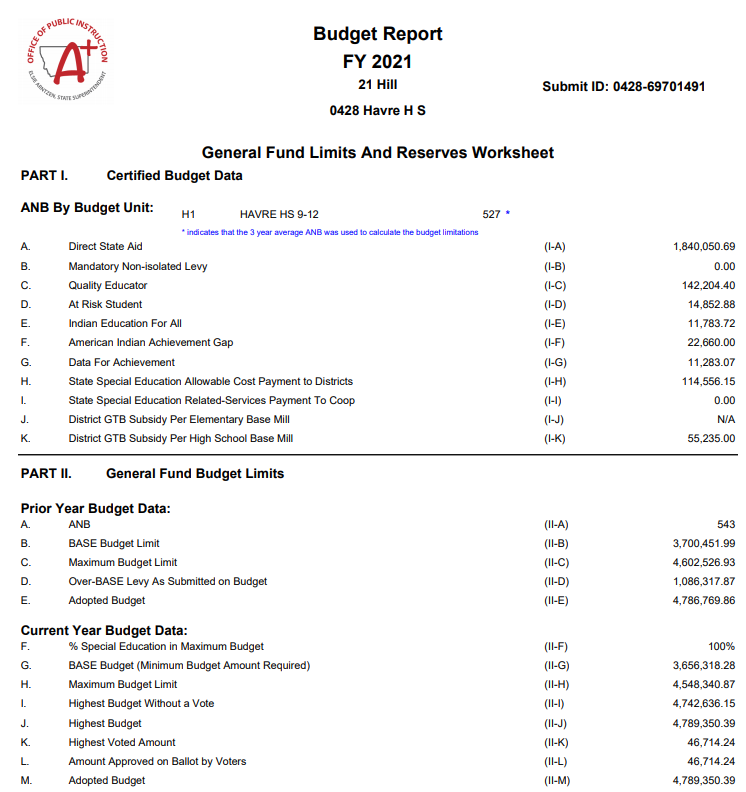 OFFICE OF PUBLIC INSTRUCTION
A+
ELSIE ARNTZEN, STATE SUPERINTENDENT
Budget Report
FY 2021
21 Hill
Submit ID: 0428-69701491
0428 Havre H S
General Fund Limits And Reserves Worksheet
PART I. Certified Budget Data
ANB By Budget Unit: H1 HAVRE HS 9-12 527 *
* indicates that the 3 year average ANB was used to calculate the budget limitations
A. Direct State Aid (I-A) 1,840,050.69
B. Mandatory Non-isolated Levy (I-B) 0.00
C. Quality Educator (I-C) 142,204.40
D. At Risk Student (I-D) 14,852.88
E. Indian Education For All (I-E) 11,783.72
F. American Indian Achievement Gap (I-F) 22,660.00
G. Data For Achievement (I-G) 11,283.07
H. State Special Education Allowable Cost Payment to Districts (I-H) 114,556.15
I. State Special Education Related-Services Payment To Coop (I-I) 0.00
J. District GTB Subsidy Per Elementary Base Mill (I-J) N/A
K. District GTB Subsidy Per High School Base Mill (I-K) 55,235.00
PART II. General Fund Budget Limits
Prior Year Budget Data:
A. ANB (II-A) 543
B. BASE Budget Limit (II-B) 3,700,451.99
C. Maximum Budget Limit (II-C) 4,602,526.93
D. Over-BASE Levy As Submitted on Budget (II-D) 1,086,317.87
E. Adopted Budget (II-E) 4,786,769.86
Current Year Budget Data:
F. % Special Education in Maximum Budget (II-F) 100%
G. BASE Budget (Minimum Budget Amount Required) (II-G) 3,656,318.28
H. Maximum Budget Limit (II-H) 4,548,340.87
I. Highest Budget Without a Vote (II-I) 4,742,636.15
J. Highest Budget (II-J) 4,789,350.39
K. Highest Voted Amount (II-K) 46,714.24
L. Amount Approved on Ballot by Voters (II-L) 46,714.24
M. Adopted Budget (II-M) 4,789,350.39